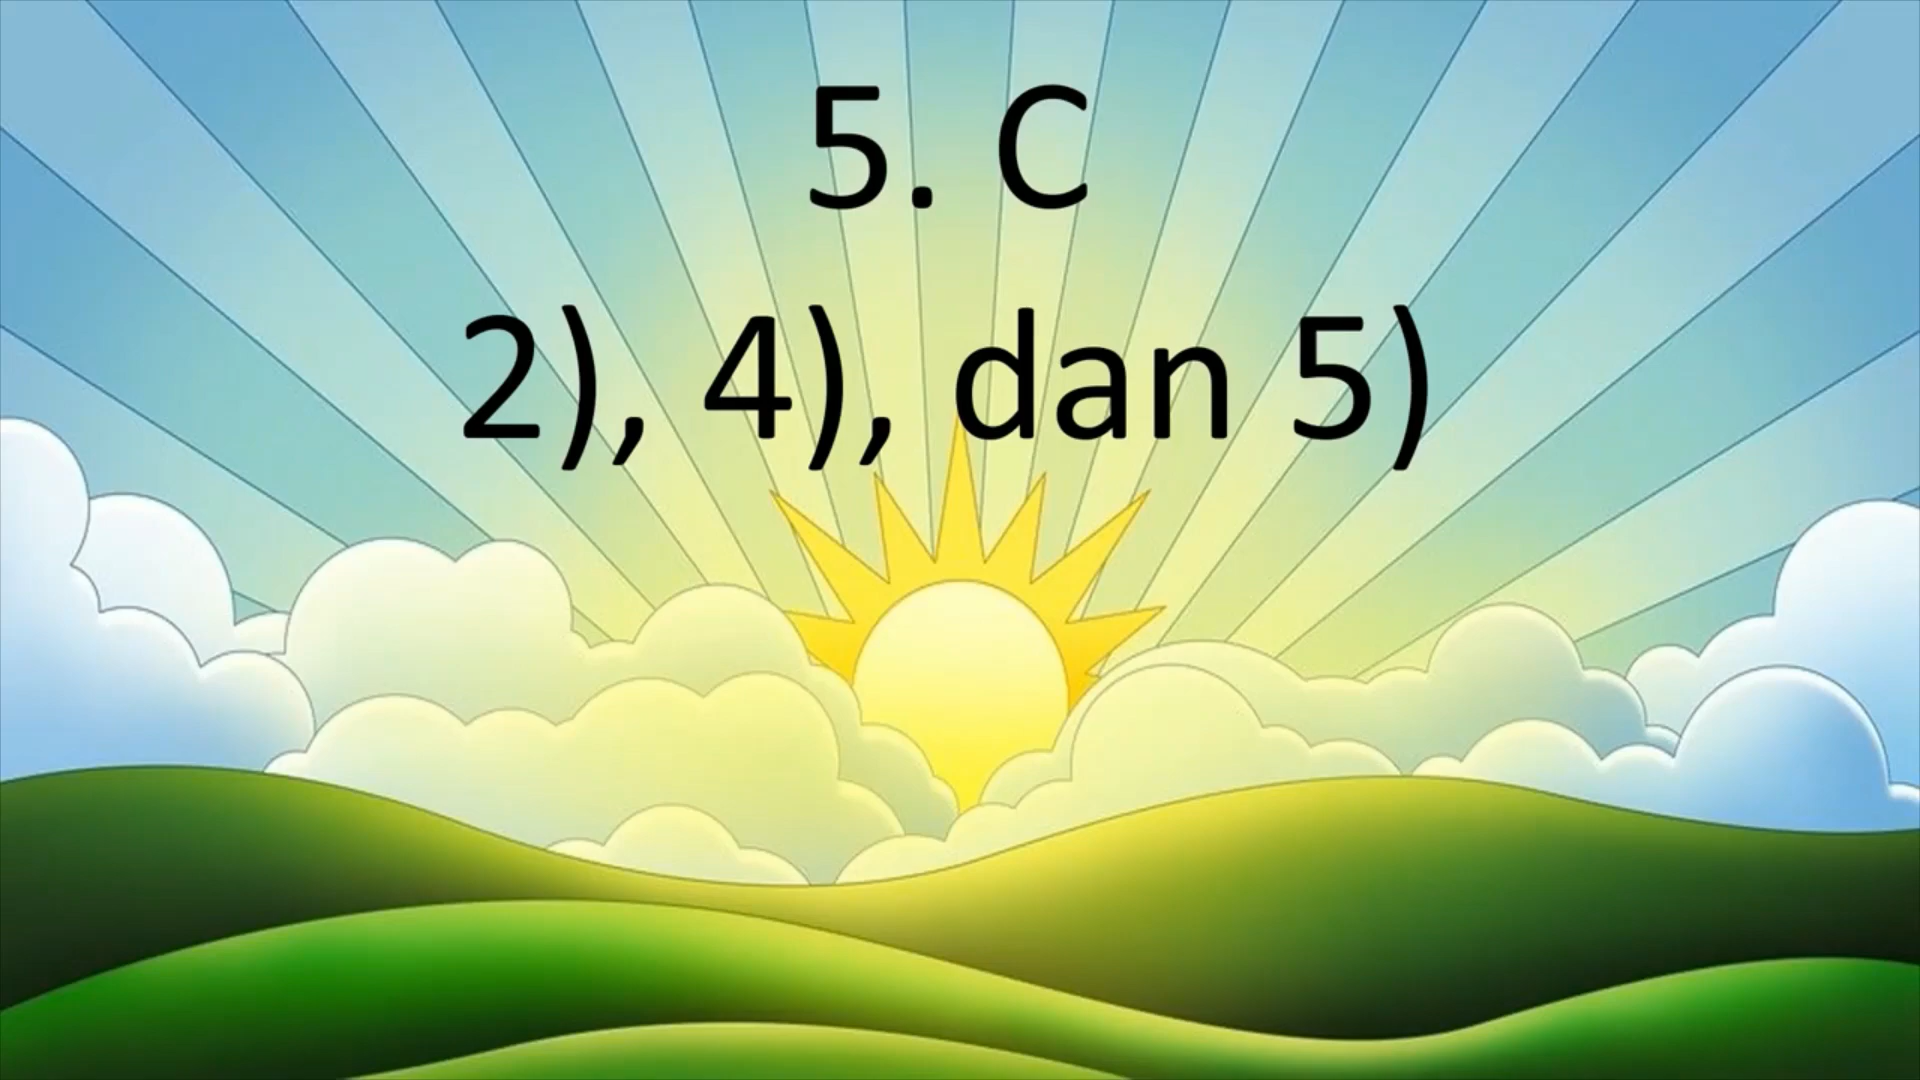 5. C
2), 4), dan 5)